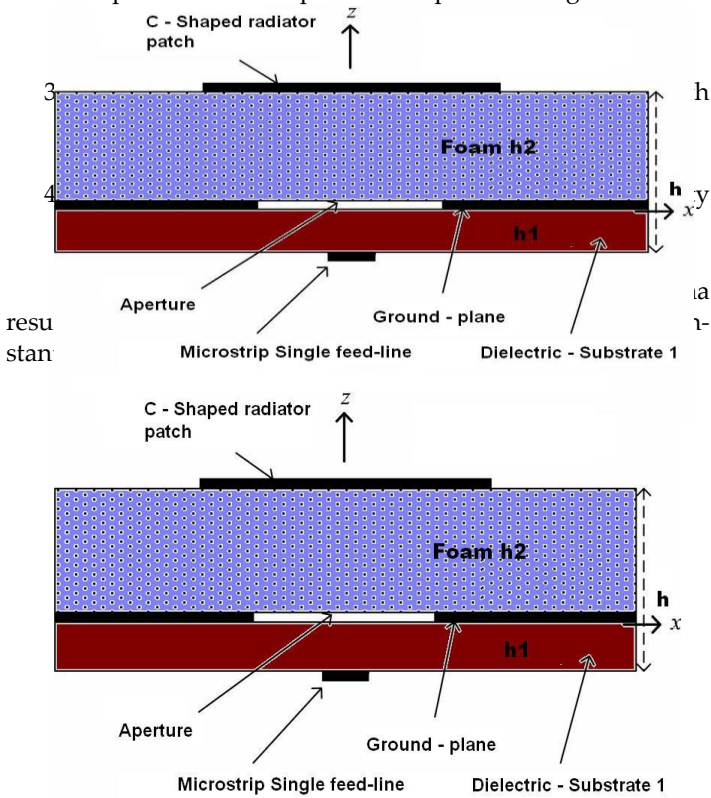 C - Shaped radiator
patch
z
3
h
Foam h2
h
4
y
x
h1
Aperture
Ground - plane
resu
n-
stan
Microstrip Single feed-line
Dielectric - Substrate 1
C - Shaped radiator
patch
z
Foam h2
h
x
h1
Aperture
Ground - plane
Microstrip Single feed-line
Dielectric - Substrate 1